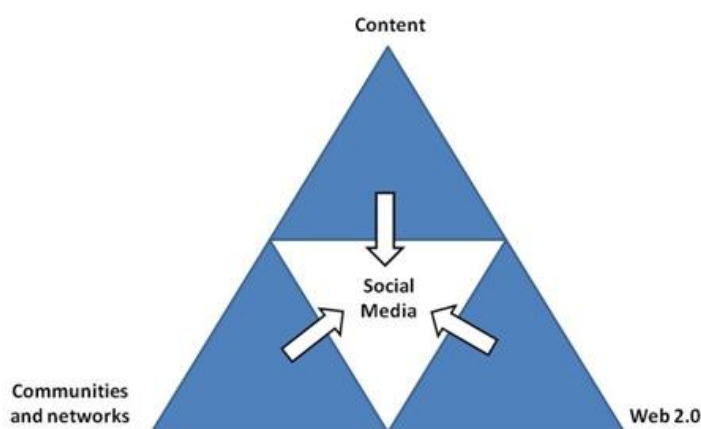 Content
Social
Media
Communities
and networks
Web 2.0